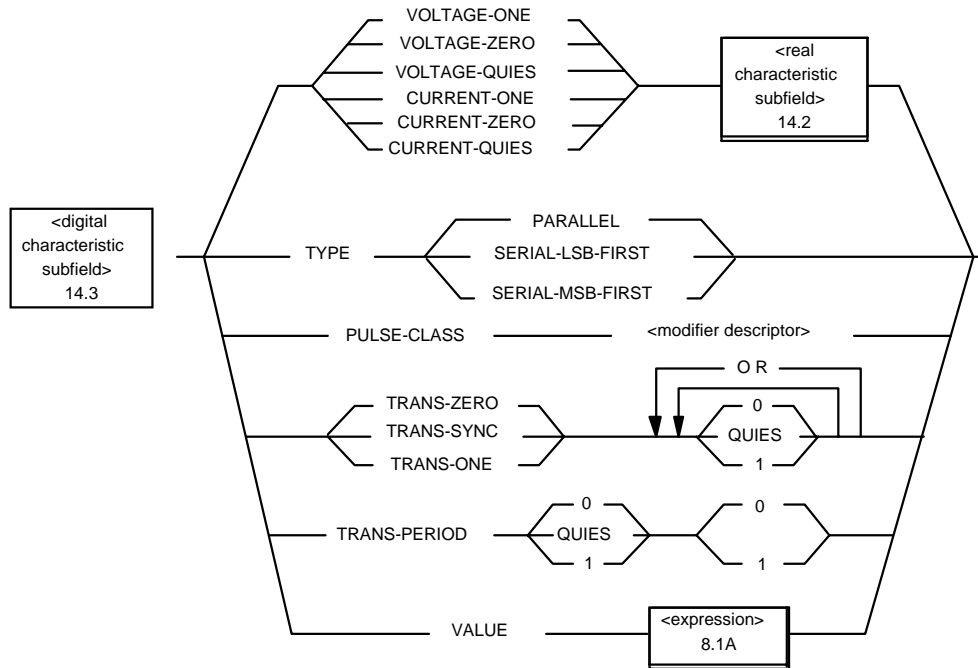 VOLTAGE-ONE
VOLTAGE-ZERO
VOLTAGE-QUIES
CURRENT-ONE
CURRENT-ZERO
CURRENT-QUIES
<real
characteristic
subfield>
14.2
<digital
characteristic
subfield>
14.3
TYPE
PARALLEL
SERIAL-LSB-FIRST
SERIAL-MSB-FIRST
PULSE-CLASS
<modifier descriptor>
TRANS-ZERO
TRANS-SYNC
TRANS-ONE
O R
0
QUIES
1
TRANS-PERIOD
0
QUIES
1
0
1
VALUE
<expression>
8.1A